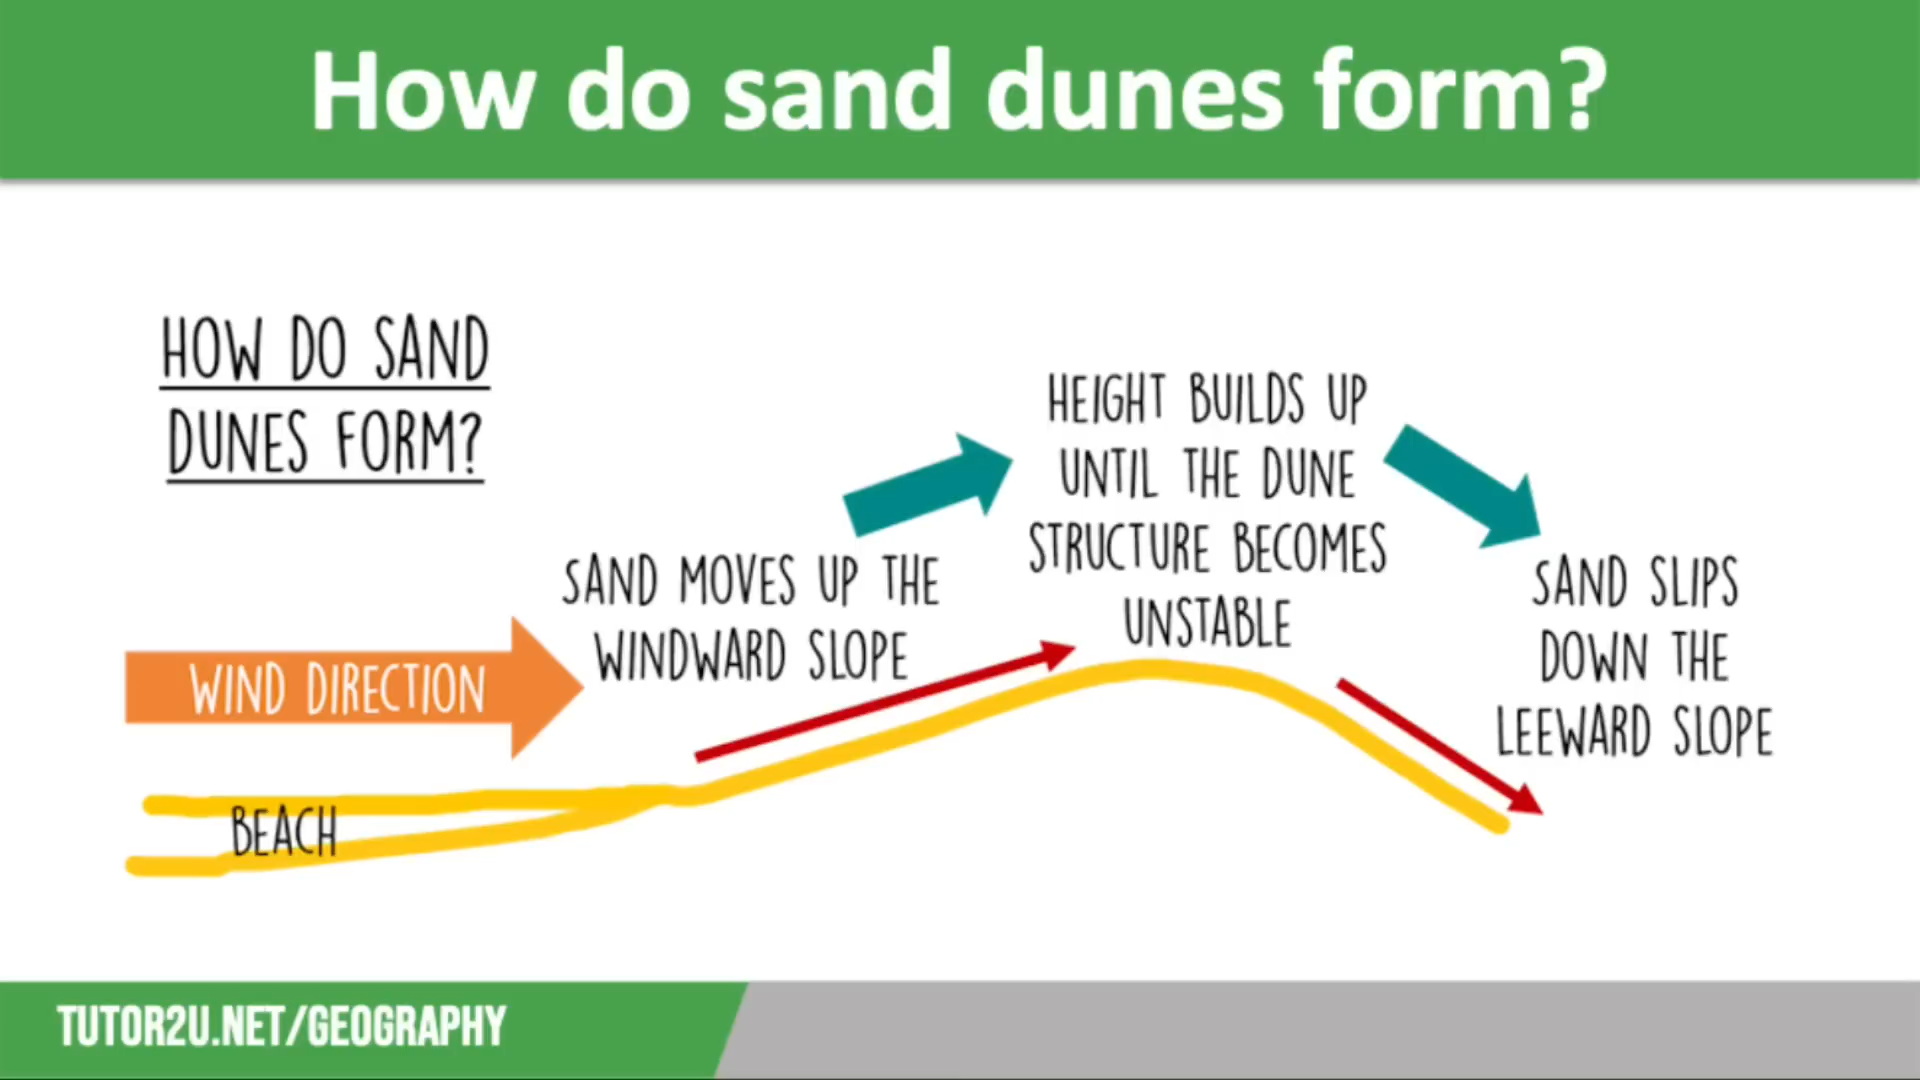 How do sand dunes form?
HOW DO SAND
DUNES FORM?
HEIGHT BUILDS UP
UNTIL THE DUNE
STRUCTURE BECOMES
UNSTABLE
SAND MOVES UP THE
WINDWARD SLOPE
SAND SLIPS
DOWN THE
LEEWARD SLOPE
WIND DIRECTION
BEACH
TUTOR2U.NET/GEOGRAPHY